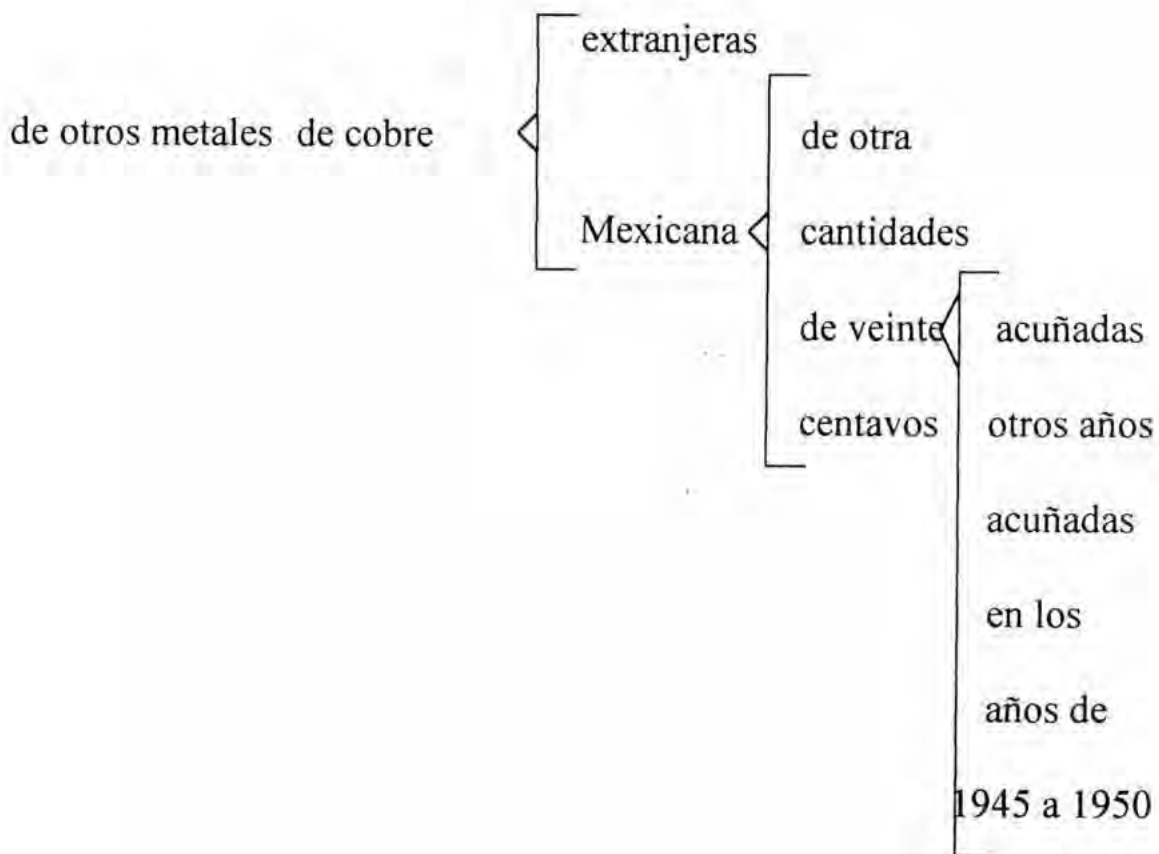 extranjeras
de otros metales de cobre
de otra
Mexicana
cantidades
de veinte
acuñadas
centavos
otros años
acuñadas
en los
años de
1945 a 1950